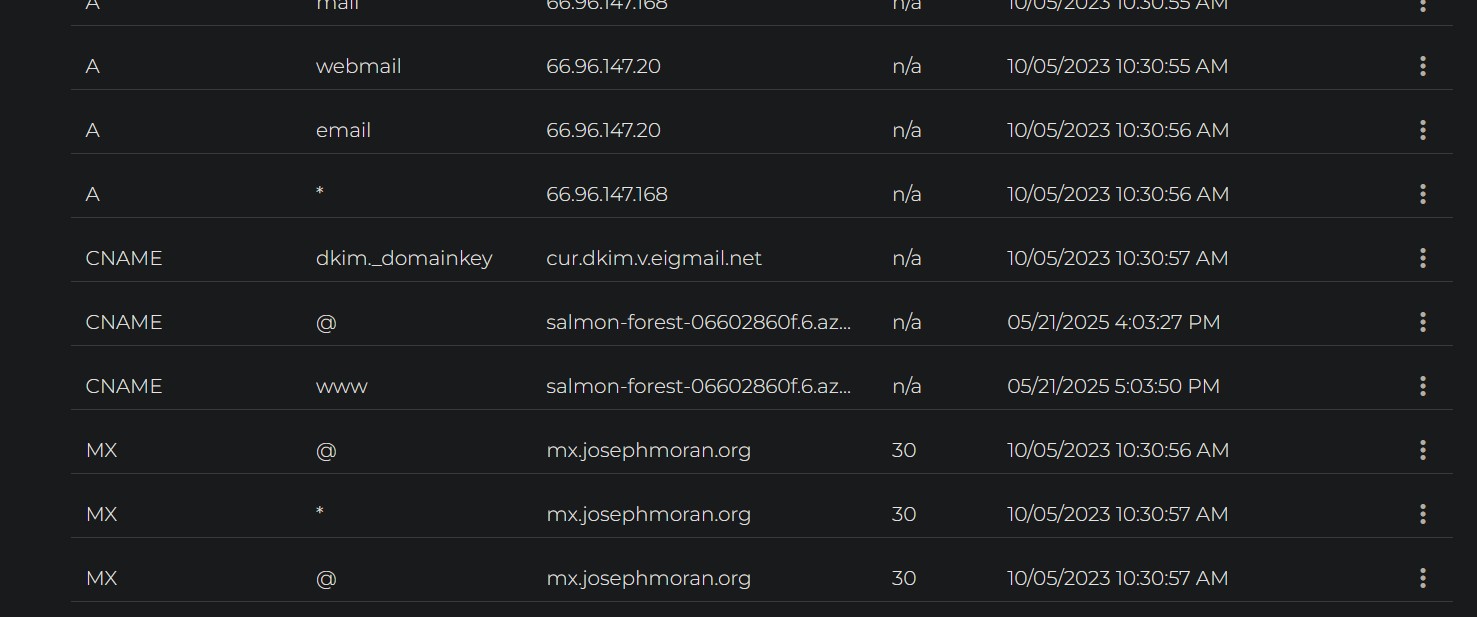 A mail 66.96.147.168 n/a 10/05/2023 10:30:55 AM
A webmail 66.96.147.20 n/a 10/05/2023 10:30:55 AM
A email 66.96.147.20 n/a 10/05/2023 10:30:56 AM
A * 66.96.147.168 n/a 10/05/2023 10:30:56 AM
CNAME dkim._domainkey cur.dkim.v.eigmail.net n/a 10/05/2023 10:30:57 AM
CNAME @ salmon-forest-06602860f.6.az... n/a 05/21/2025 4:03:27 PM
CNAME www salmon-forest-06602860f.6.az... n/a 05/21/2025 5:03:50 PM
MX @ mx.josephmoran.org 30 10/05/2023 10:30:56 AM
MX * mx.josephmoran.org 30 10/05/2023 10:30:57 AM
MX @ mx.josephmoran.org 30 10/05/2023 10:30:57 AM